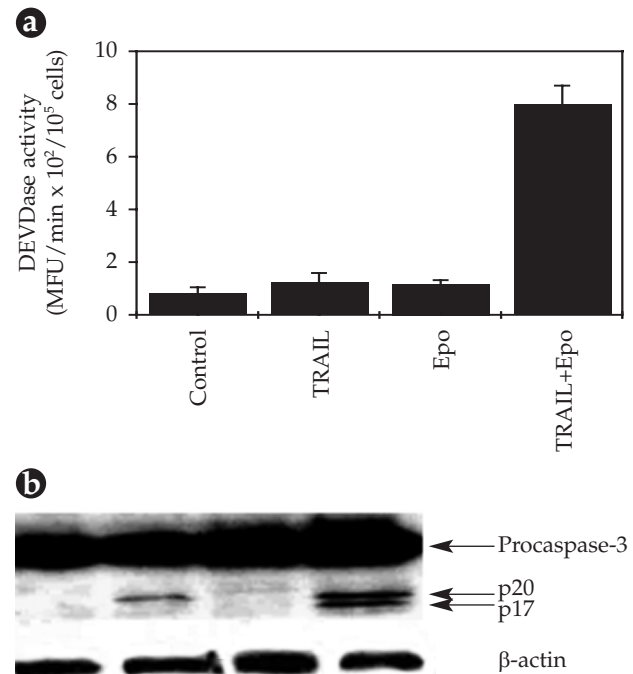 a
DEVDase activity
(MFU/min x 10²/10⁵ cells)
10
8
6
4
2
0
Control
TRAIL
Epo
TRAIL+Epo
b
Procaspase-3
p20
p17
β-actin